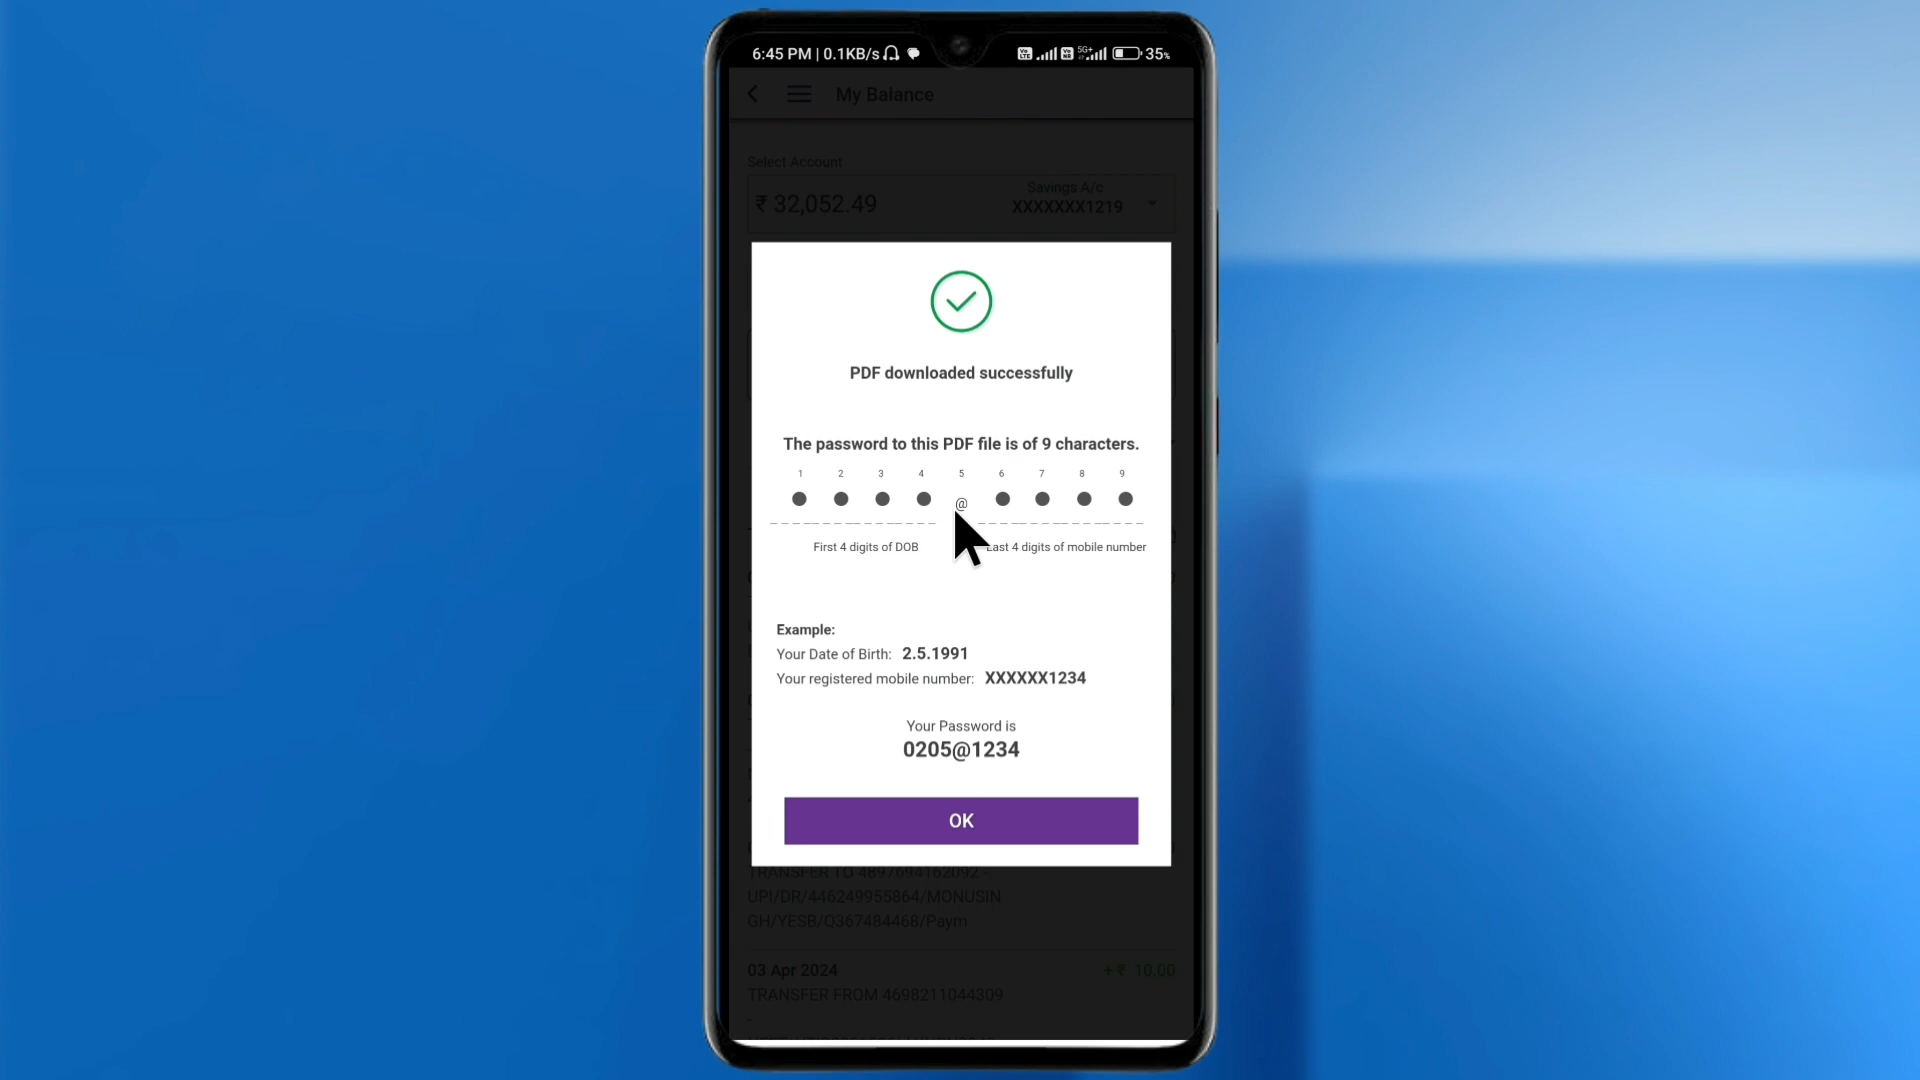 6:45 PM | 0.1KB/s 5G+ 35%
My Balance
Select Account
₹ 32,052.49
Savings A/c
XXXXXXX1219
PDF downloaded successfully
The password to this PDF file is of 9 characters.
1 2 3 4 5 6 7 8 9
@
First 4 digits of DOB
Last 4 digits of mobile number
Example:
Your Date of Birth: 2.5.1991
Your registered mobile number: XXXXXX1234
Your Password is
0205@1234
OK
TRANSFER TO 4897694162092 -
UPI/DR/446249955864/MONUSIN
GH/YESB/Q367484468/Paym
03 Apr 2024 +₹ 10.00
TRANSFER FROM 4698211044309
-